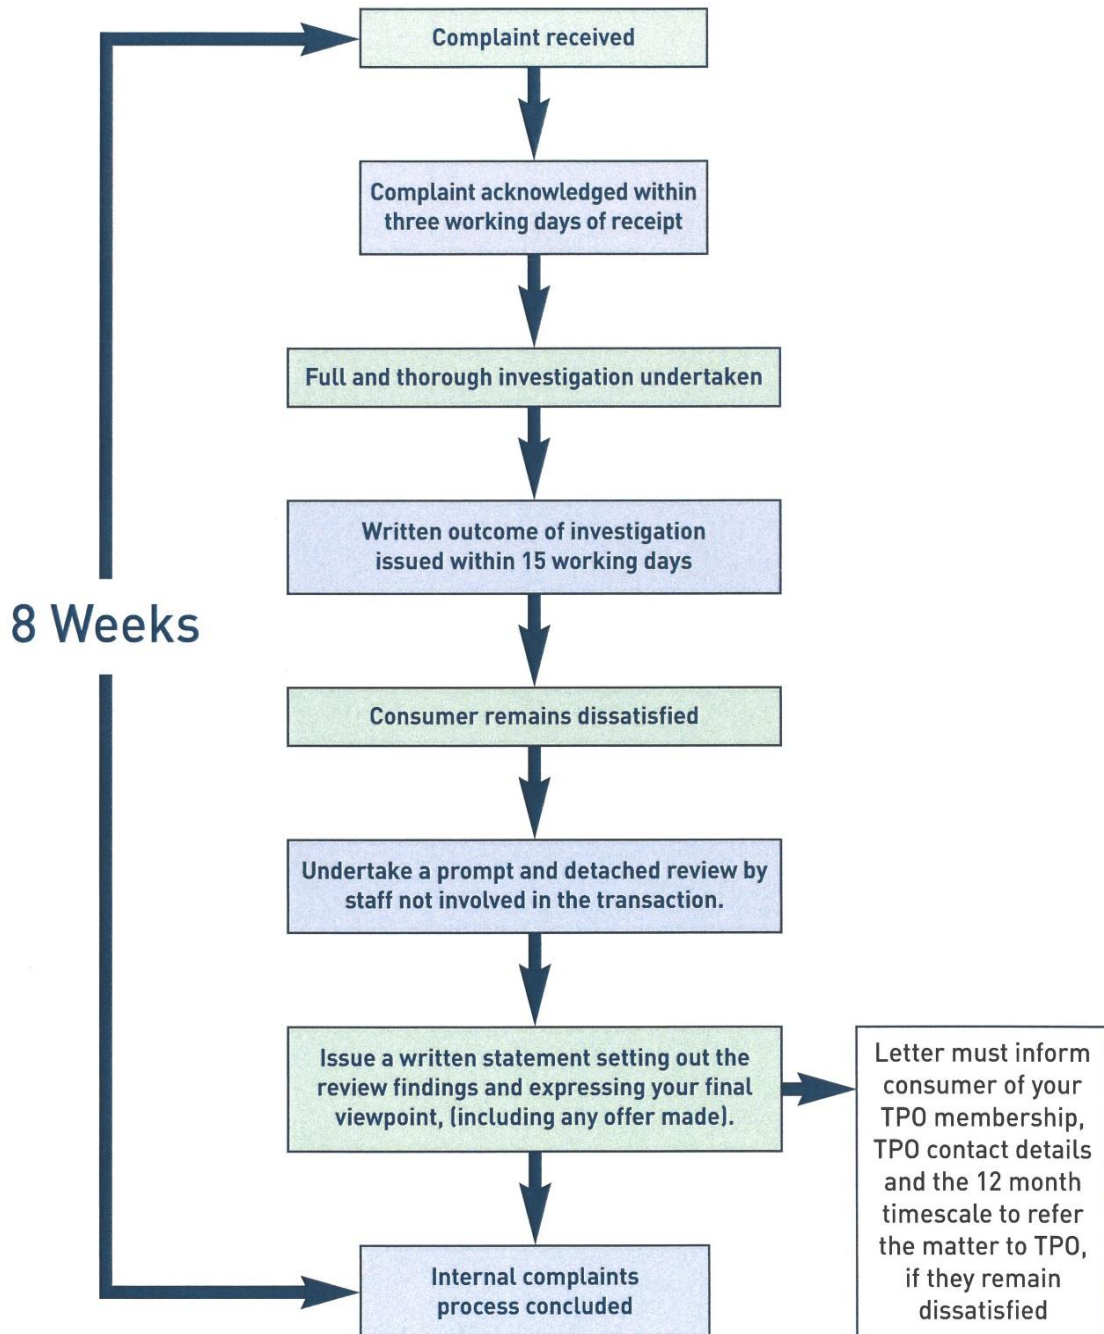 Complaint received
Complaint acknowledged within
three working days of receipt
Full and thorough investigation undertaken
Written outcome of investigation
issued within 15 working days
8 Weeks
Consumer remains dissatisfied
Undertake a prompt and detached review by
staff not involved in the transaction.
Issue a written statement setting out the
review findings and expressing your final
viewpoint, (including any offer made).
Letter must inform
consumer of your
TPO membership,
TPO contact details
and the 12 month
timescale to refer
the matter to TPO,
if they remain
dissatisfied
Internal complaints
process concluded